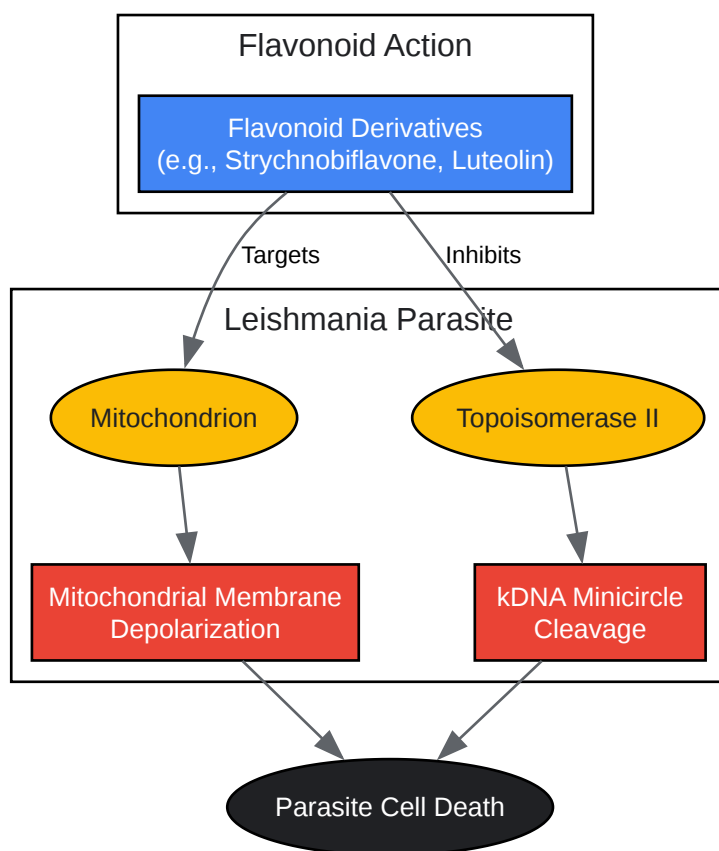 Flavonoid Action
Flavonoid Derivatives
(e.g., Strychnobiflavone, Luteolin)
Targets
Inhibits
Leishmania Parasite
Mitochondrion
Topoisomerase II
Mitochondrial Membrane
Depolarization
kDNA Minicircle
Cleavage
Parasite Cell Death